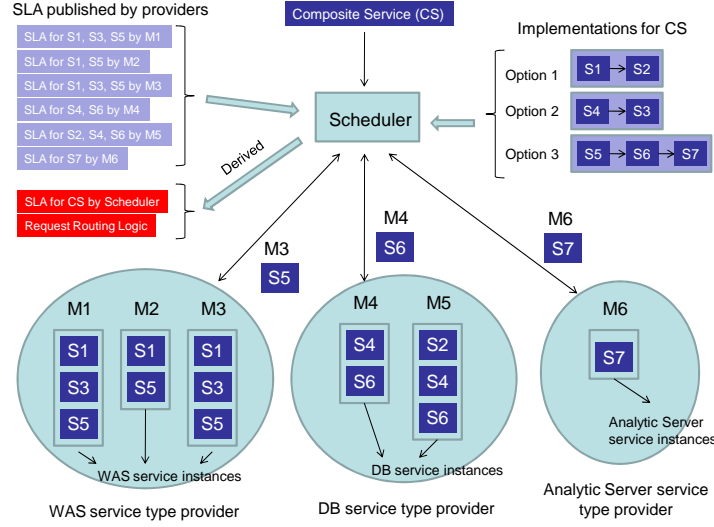 SLA published by providers
SLA for S1, S3, S5 by M1
SLA for S1, S5 by M2
SLA for S1, S3, S5 by M3
SLA for S4, S6 by M4
SLA for S2, S4, S6 by M5
SLA for S7 by M6
SLA for CS by Scheduler
Request Routing Logic
Composite Service (CS)
Scheduler
Derived
Implementations for CS
Option 1
S1
S2
Option 2
S4
S3
Option 3
S5
S6
S7
M3
S5
M4
S6
M6
S7
M1
S1
S3
S5
M2
S1
S5
M3
S1
S3
S5
WAS service instances
WAS service type provider
M4
S4
S6
M5
S2
S4
S6
DB service instances
DB service type provider
M6
S7
Analytic Server
service instances
Analytic Server service
type provider